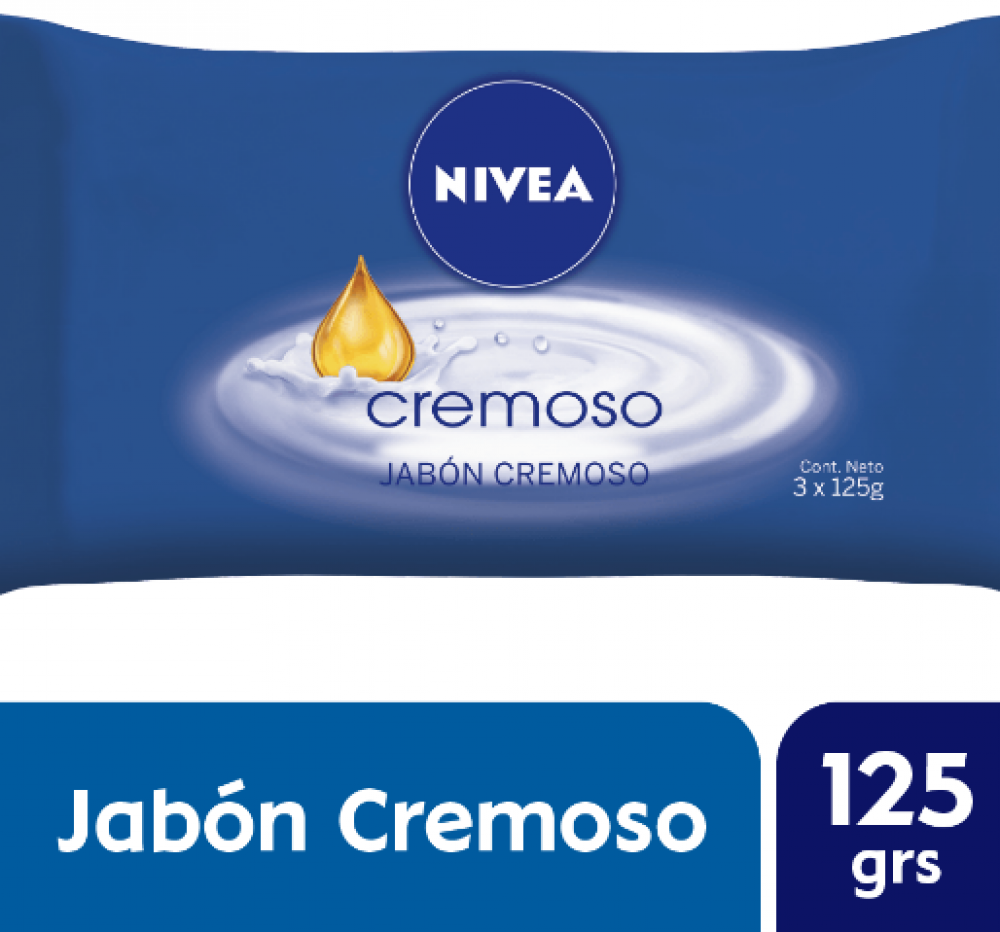 NIVEA
cremoso
JABÓN CREMOSO
Cont. Neto
3 x 125g
Jabón Cremoso
125
grs